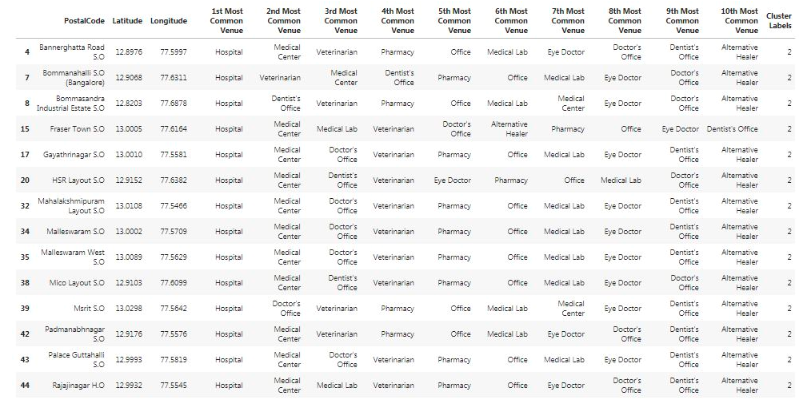 PostalCode Latitude Longitude 1st Most Common Venue 2nd Most Common Venue 3rd Most Common Venue 4th Most Common Venue 5th Most Common Venue 6th Most Common Venue 7th Most Common Venue 8th Most Common Venue 9th Most Common Venue 10th Most Common Venue Cluster Labels
4 Bannerghatta Road S.O 12.8976 77.5997 Hospital Medical Center Veterinarian Pharmacy Office Medical Lab Eye Doctor Doctor's Office Dentist's Office Alternative Healer 2
7 Bommanahalli S.O (Bangalore) 12.9068 77.6311 Hospital Veterinarian Medical Center Dentist's Office Pharmacy Office Medical Lab Eye Doctor Doctor's Office Alternative Healer 2
8 Bommasandra Industrial Estate S.O 12.8203 77.6878 Hospital Dentist's Office Veterinarian Pharmacy Office Medical Lab Medical Center Eye Doctor Doctor's Office Alternative Healer 2
15 Fraser Town S.O 13.0005 77.6164 Hospital Medical Center Medical Lab Veterinarian Doctor's Office Alternative Healer Pharmacy Office Eye Doctor Dentist's Office 2
17 Gayathrinagar S.O 13.0010 77.5581 Hospital Medical Center Doctor's Office Veterinarian Pharmacy Office Medical Lab Eye Doctor Dentist's Office Alternative Healer 2
20 HSR Layout S.O 12.9152 77.6382 Hospital Medical Center Dentist's Office Veterinarian Eye Doctor Pharmacy Office Medical Lab Doctor's Office Alternative Healer 2
32 Mahalakshmipuram Layout S.O 13.0108 77.5466 Hospital Medical Center Doctor's Office Veterinarian Pharmacy Office Medical Lab Eye Doctor Dentist's Office Alternative Healer 2
34 Malleswaram S.O 13.0002 77.5709 Hospital Medical Center Doctor's Office Veterinarian Pharmacy Office Medical Lab Eye Doctor Dentist's Office Alternative Healer 2
35 Malleswaram West S.O 13.0089 77.5629 Hospital Medical Center Doctor's Office Veterinarian Pharmacy Office Medical Lab Eye Doctor Dentist's Office Alternative Healer 2
38 Mico Layout S.O 12.9103 77.6099 Hospital Medical Center Dentist's Office Veterinarian Pharmacy Office Medical Lab Eye Doctor Doctor's Office Alternative Healer 2
39 Msrit S.O 13.0298 77.5642 Hospital Doctor's Office Veterinarian Pharmacy Office Medical Lab Medical Center Eye Doctor Dentist's Office Alternative Healer 2
42 Padmanabhnagar S.O 12.9176 77.5576 Hospital Medical Center Veterinarian Pharmacy Office Medical Lab Eye Doctor Doctor's Office Dentist's Office Alternative Healer 2
43 Palace Guttahalli S.O 12.9993 77.5819 Hospital Medical Center Doctor's Office Veterinarian Pharmacy Office Medical Lab Eye Doctor Dentist's Office Alternative Healer 2
44 Rajajinagar H.O 12.9932 77.5545 Hospital Medical Center Medical Lab Veterinarian Pharmacy Office Eye Doctor Doctor's Office Dentist's Office Alternative Healer 2